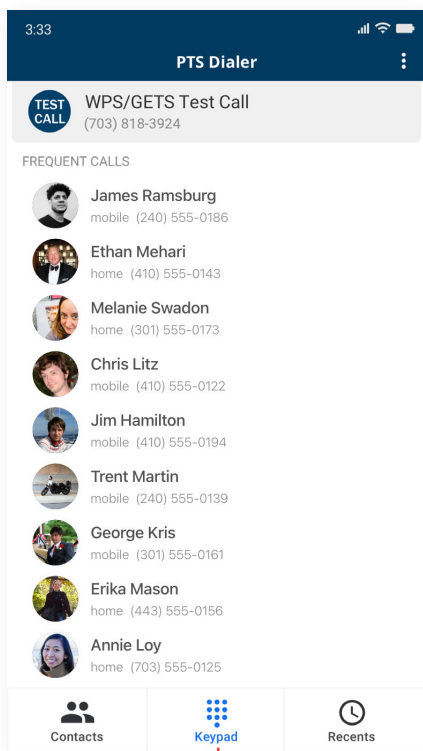 3:33
PTS Dialer
TEST
CALL
WPS/GETS Test Call
(703) 818-3924
FREQUENT CALLS
James Ramsburg
mobile (240) 555-0186
Ethan Mehari
home (410) 555-0143
Melanie Swadon
home (301) 555-0173
Chris Litz
mobile (410) 555-0122
Jim Hamilton
mobile (410) 555-0194
Trent Martin
mobile (240) 555-0139
George Kris
mobile (301) 555-0161
Erika Mason
home (443) 555-0156
Annie Loy
home (703) 555-0125
Contacts
Keypad
Recents